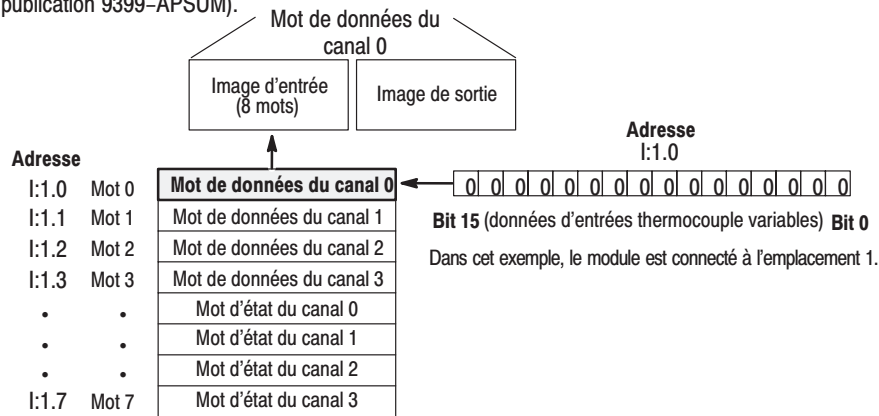 publication 9399–APSUM).
Mot de données du
canal 0
Image d'entrée
(8 mots)
Image de sortie
Adresse
I:1.0
Adresse
I:1.0 Mot 0 Mot de données du canal 0 0 0 0 0 0 0 0 0 0 0 0 0 0 0 0 0
I:1.1 Mot 1 Mot de données du canal 1 Bit 15 (données d'entrées thermocouple variables) Bit 0
I:1.2 Mot 2 Mot de données du canal 2 Dans cet exemple, le module est connecté à l'emplacement 1.
I:1.3 Mot 3 Mot de données du canal 3
• • Mot d'état du canal 0
• • Mot d'état du canal 1
• • Mot d'état du canal 2
I:1.7 Mot 7 Mot d'état du canal 3